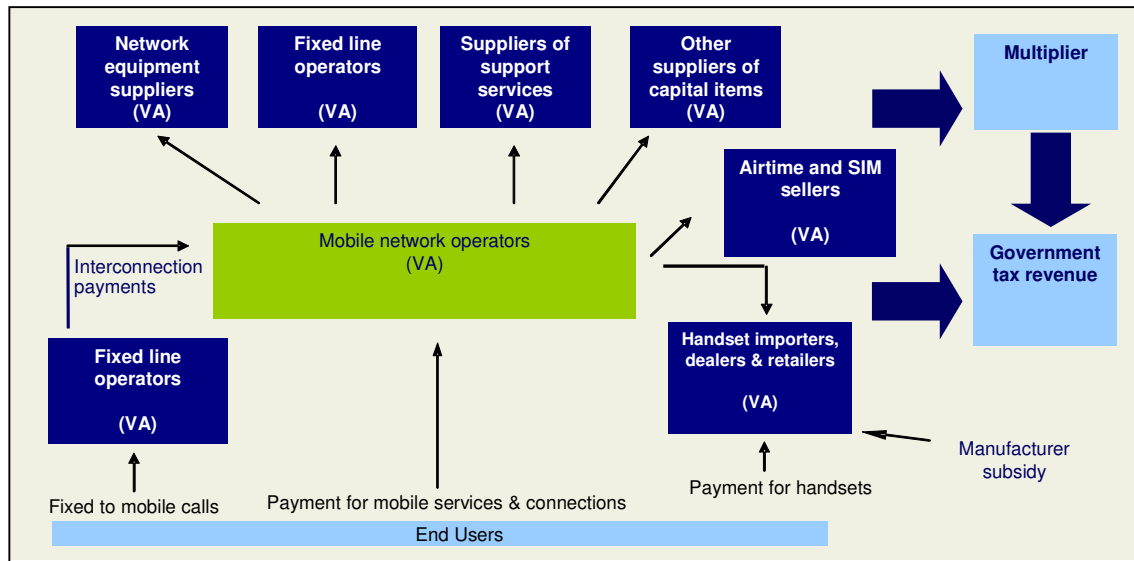 Network
equipment
suppliers
(VA)
Fixed line
operators
(VA)
Suppliers of
support
services
(VA)
Other
suppliers of
capital items
(VA)
Multiplier
Airtime and SIM
sellers
(VA)
Mobile network operators
(VA)
Interconnection
payments
Government
tax revenue
Fixed line
operators
(VA)
Handset importers,
dealers & retailers
(VA)
Manufacturer
subsidy
Fixed to mobile calls
Payment for mobile services & connections
Payment for handsets
End Users